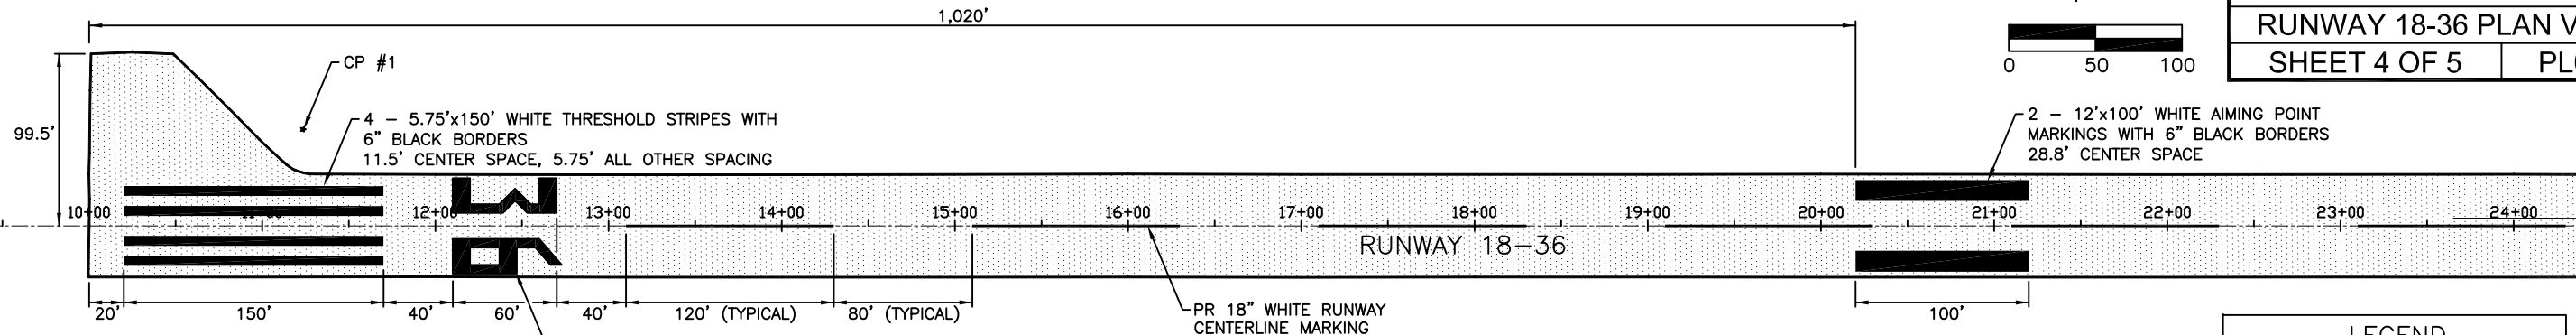 1,020'
RUNWAY 18-36 PLAN V
SHEET 4 OF 5
0 50 100
CP #1
99.5'
4 - 5.75'x150' WHITE THRESHOLD STRIPES WITH
6" BLACK BORDERS
11.5' CENTER SPACE, 5.75' ALL OTHER SPACING
2 - 12'x100' WHITE AIMING POINT
MARKINGS WITH 6" BLACK BORDERS
28.8' CENTER SPACE
10+00 12+00 13+00 14+00 15+00 16+00 17+00 18+00 19+00 20+00 21+00 22+00 23+00 24+00
36
RUNWAY 18-36
20' 150' 40' 60' 40' 120' (TYPICAL) 80' (TYPICAL)
PR 18" WHITE RUNWAY
CENTERLINE MARKING
100'
LEGEND